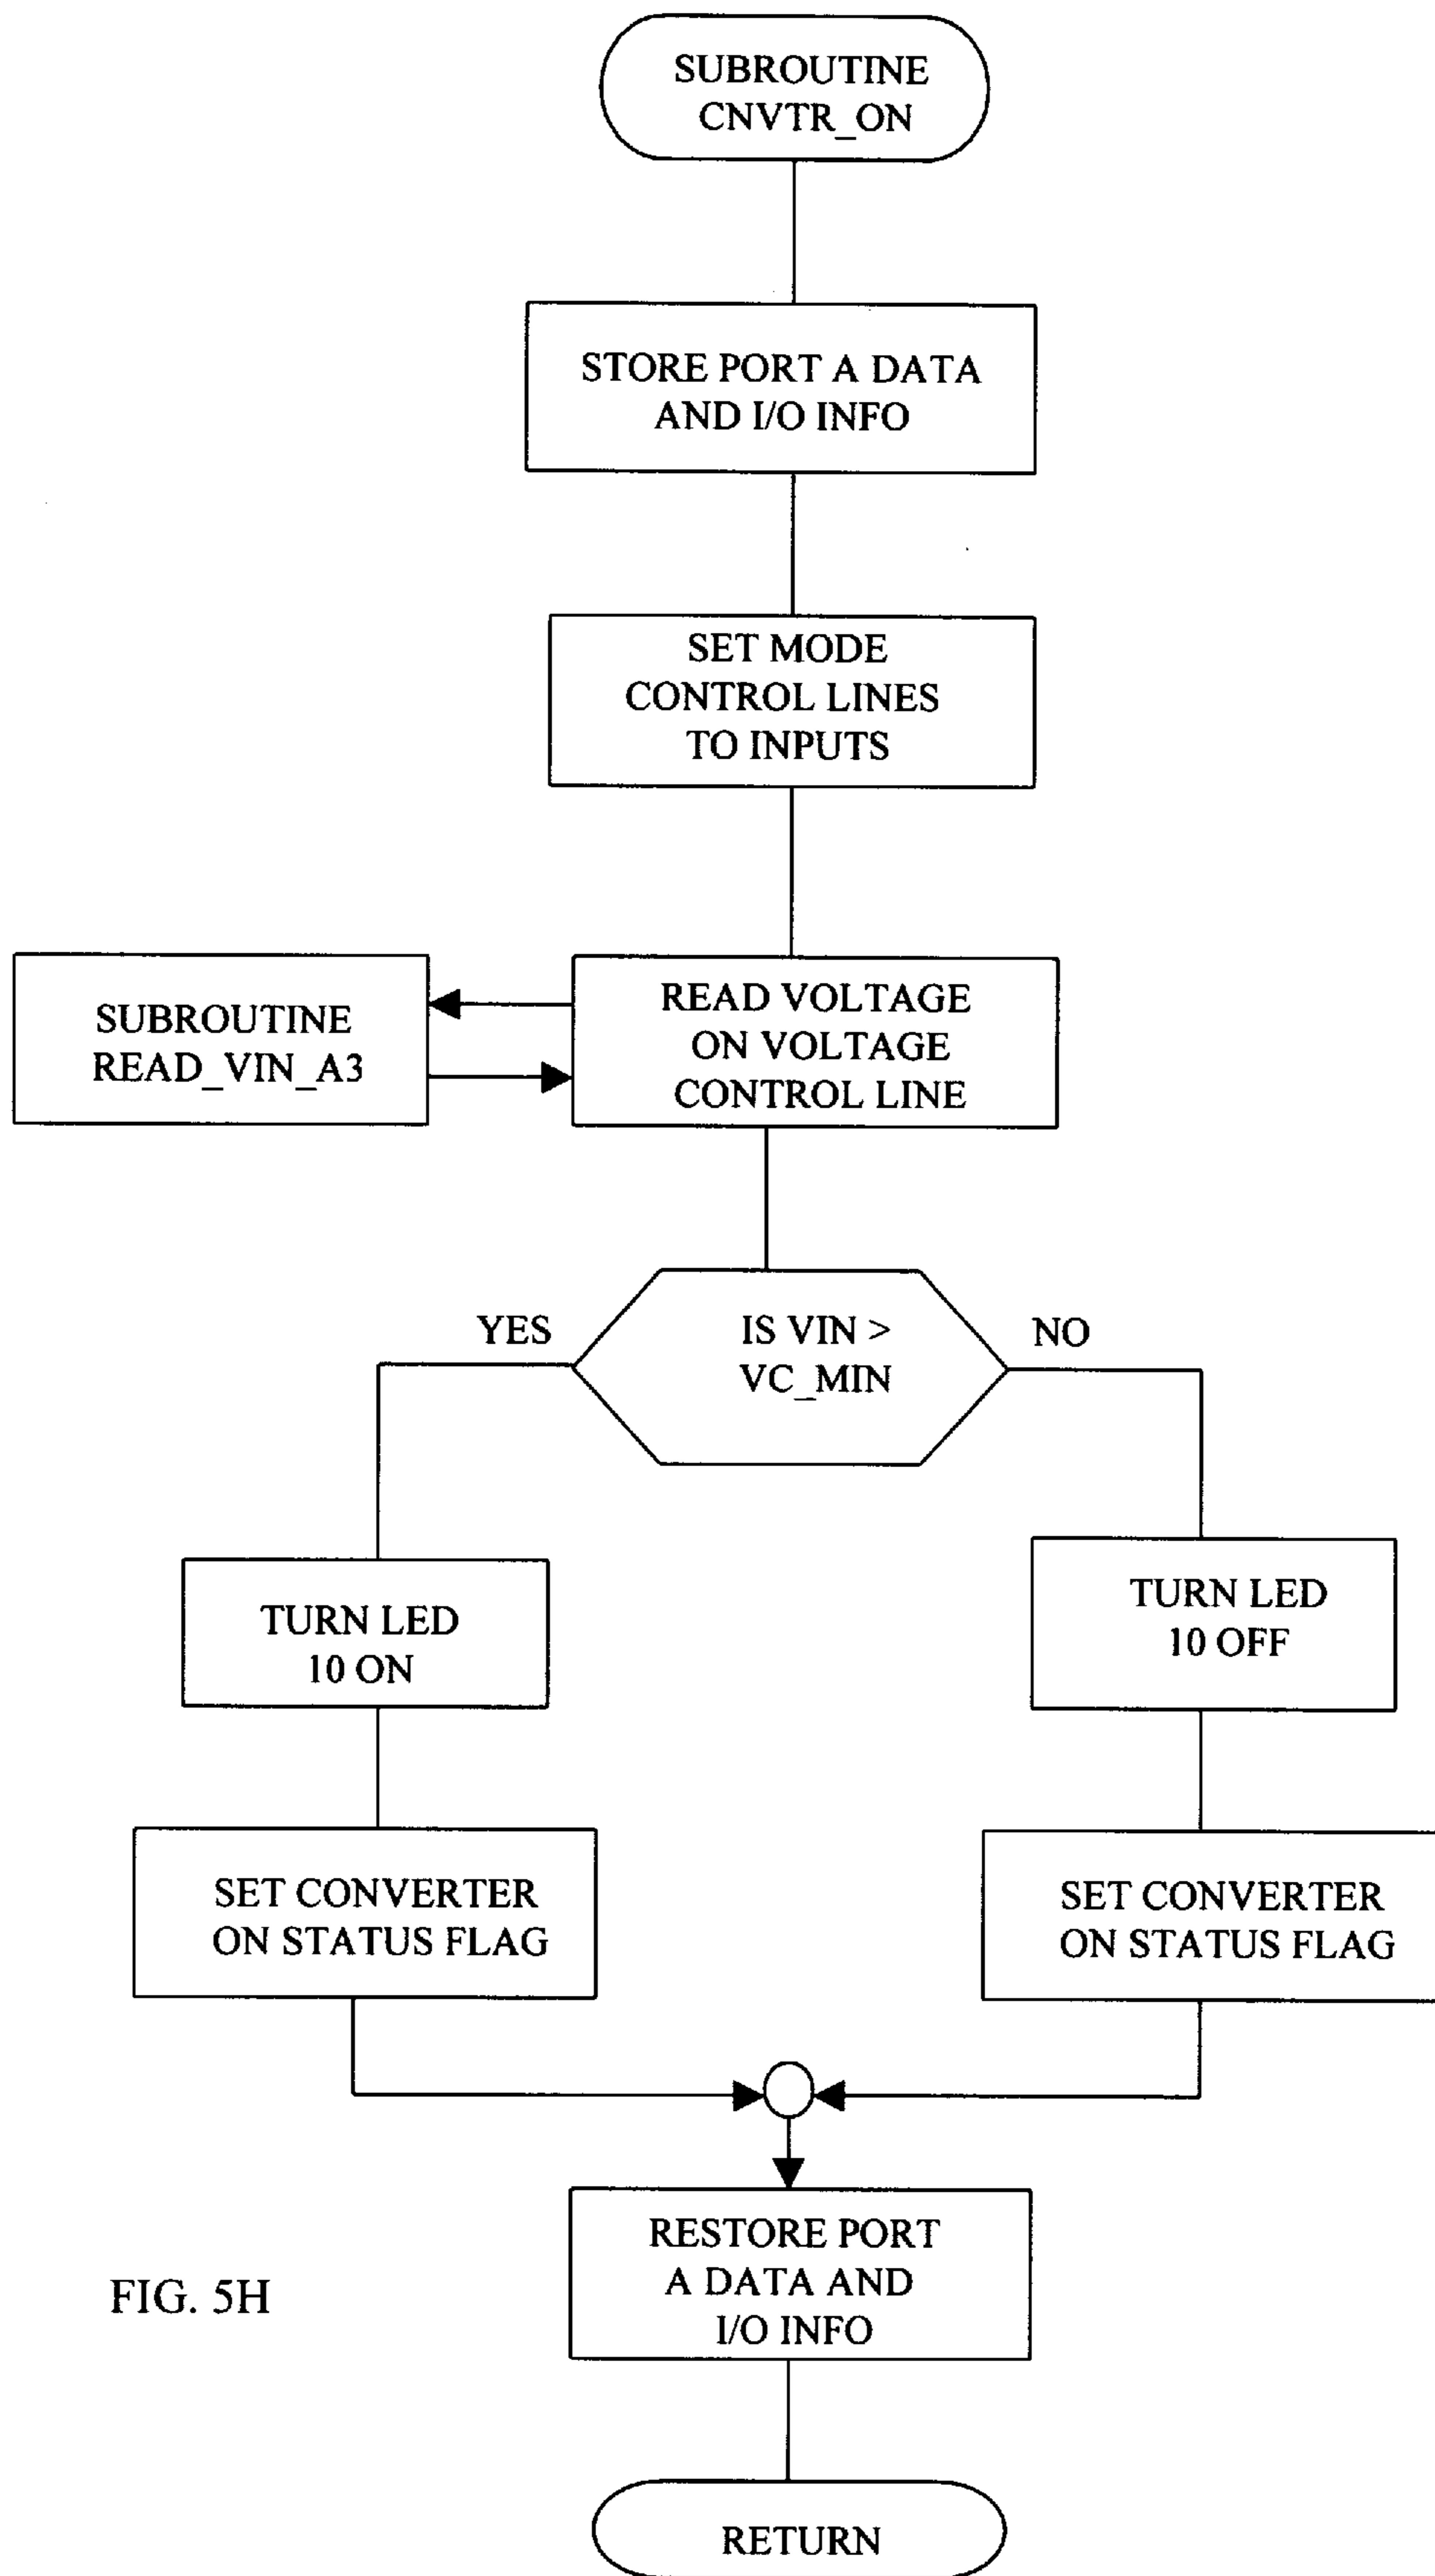 SUBROUTINE
CNVTR_ON
STORE PORT A DATA
AND I/O INFO
SET MODE
CONTROL LINES
TO INPUTS
SUBROUTINE
READ_VIN_A3
READ VOLTAGE
ON VOLTAGE
CONTROL LINE
YES
IS VIN >
VC_MIN
NO
TURN LED
10 ON
TURN LED
10 OFF
SET CONVERTER
ON STATUS FLAG
SET CONVERTER
ON STATUS FLAG
RESTORE PORT
A DATA AND
I/O INFO
FIG. 5H
RETURN